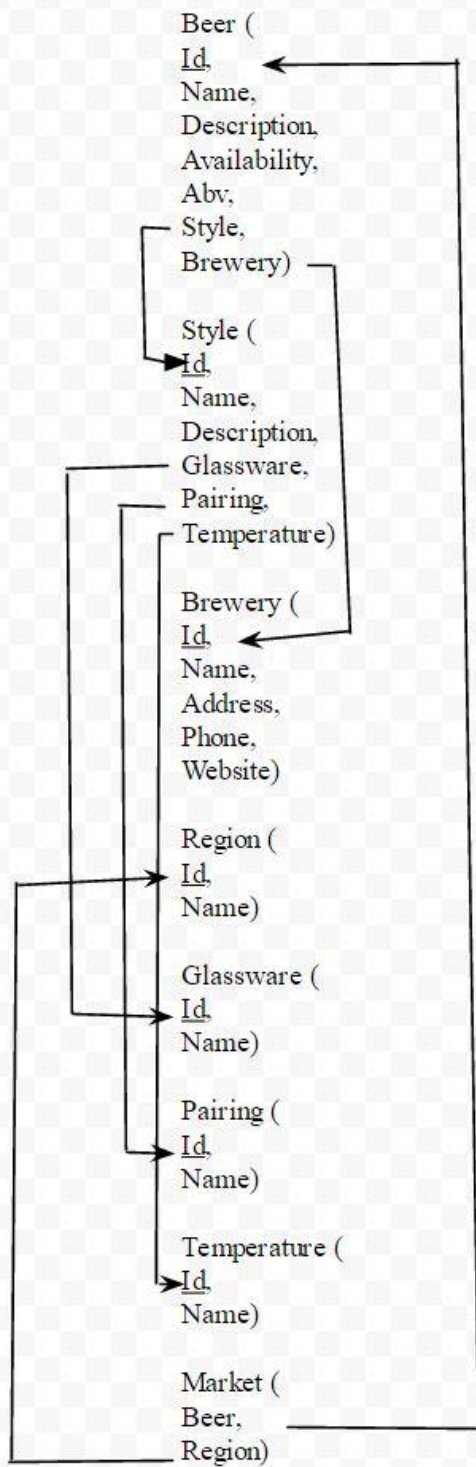 Beer (
Id,
Name,
Description,
Availability,
Abv,
Style,
Brewery)
Style (
Id,
Name,
Description,
Glassware,
Pairing,
Temperature)
Brewery (
Id,
Name,
Address,
Phone,
Website)
Region (
Id,
Name)
Glassware (
Id,
Name)
Pairing (
Id,
Name)
Temperature (
Id,
Name)
Market (
Beer,
Region)